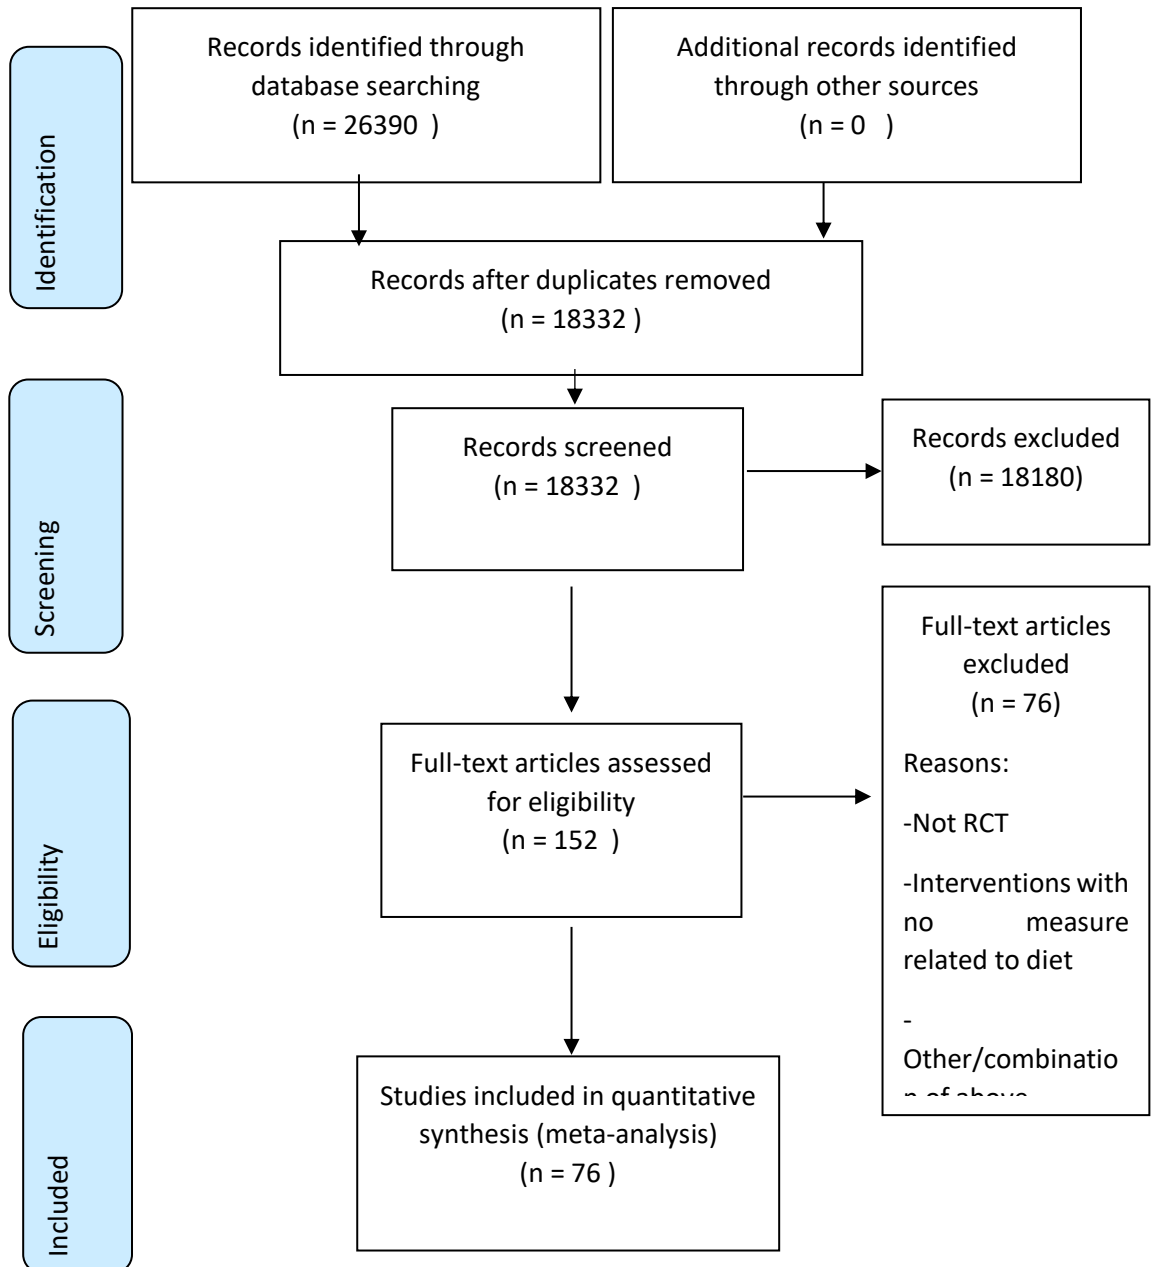 Identification
Records identified through
database searching
(n = 26390 )
Additional records identified
through other sources
(n = 0 )
Records after duplicates removed
(n = 18332 )
Screening
Records screened
(n = 18332 )
Records excluded
(n = 18180)
Eligibility
Full-text articles assessed
for eligibility
(n = 152 )
Full-text articles
excluded
(n = 76)
Reasons:
-Not RCT
-Interventions with
no measure
related to diet
-
Other/combinatio
n of above
Included
Studies included in quantitative
synthesis (meta-analysis)
(n = 76 )